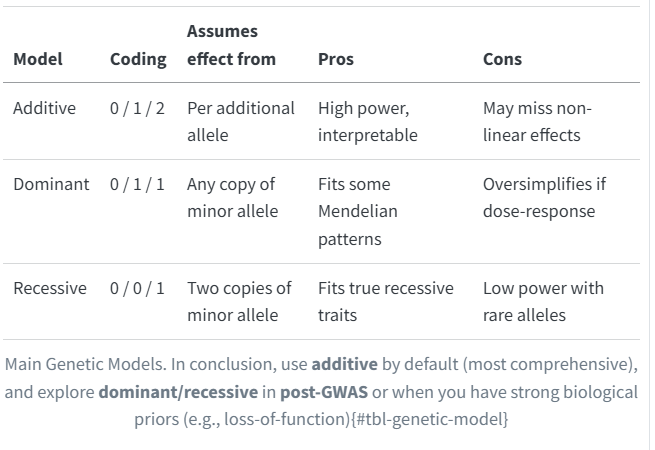 Assumes
Model Coding effect from Pros Cons
Additive 0 / 1 / 2 Per additional High power, May miss non-
allele interpretable linear effects
Dominant 0 / 1 / 1 Any copy of Fits some Oversimplifies if
minor allele Mendelian dose-response
patterns
Recessive 0 / 0 / 1 Two copies of Fits true recessive Low power with
minor allele traits rare alleles
Main Genetic Models. In conclusion, use additive by default (most comprehensive),
and explore dominant/recessive in post-GWAS or when you have strong biological
priors (e.g., loss-of-function){#tbl-genetic-model}